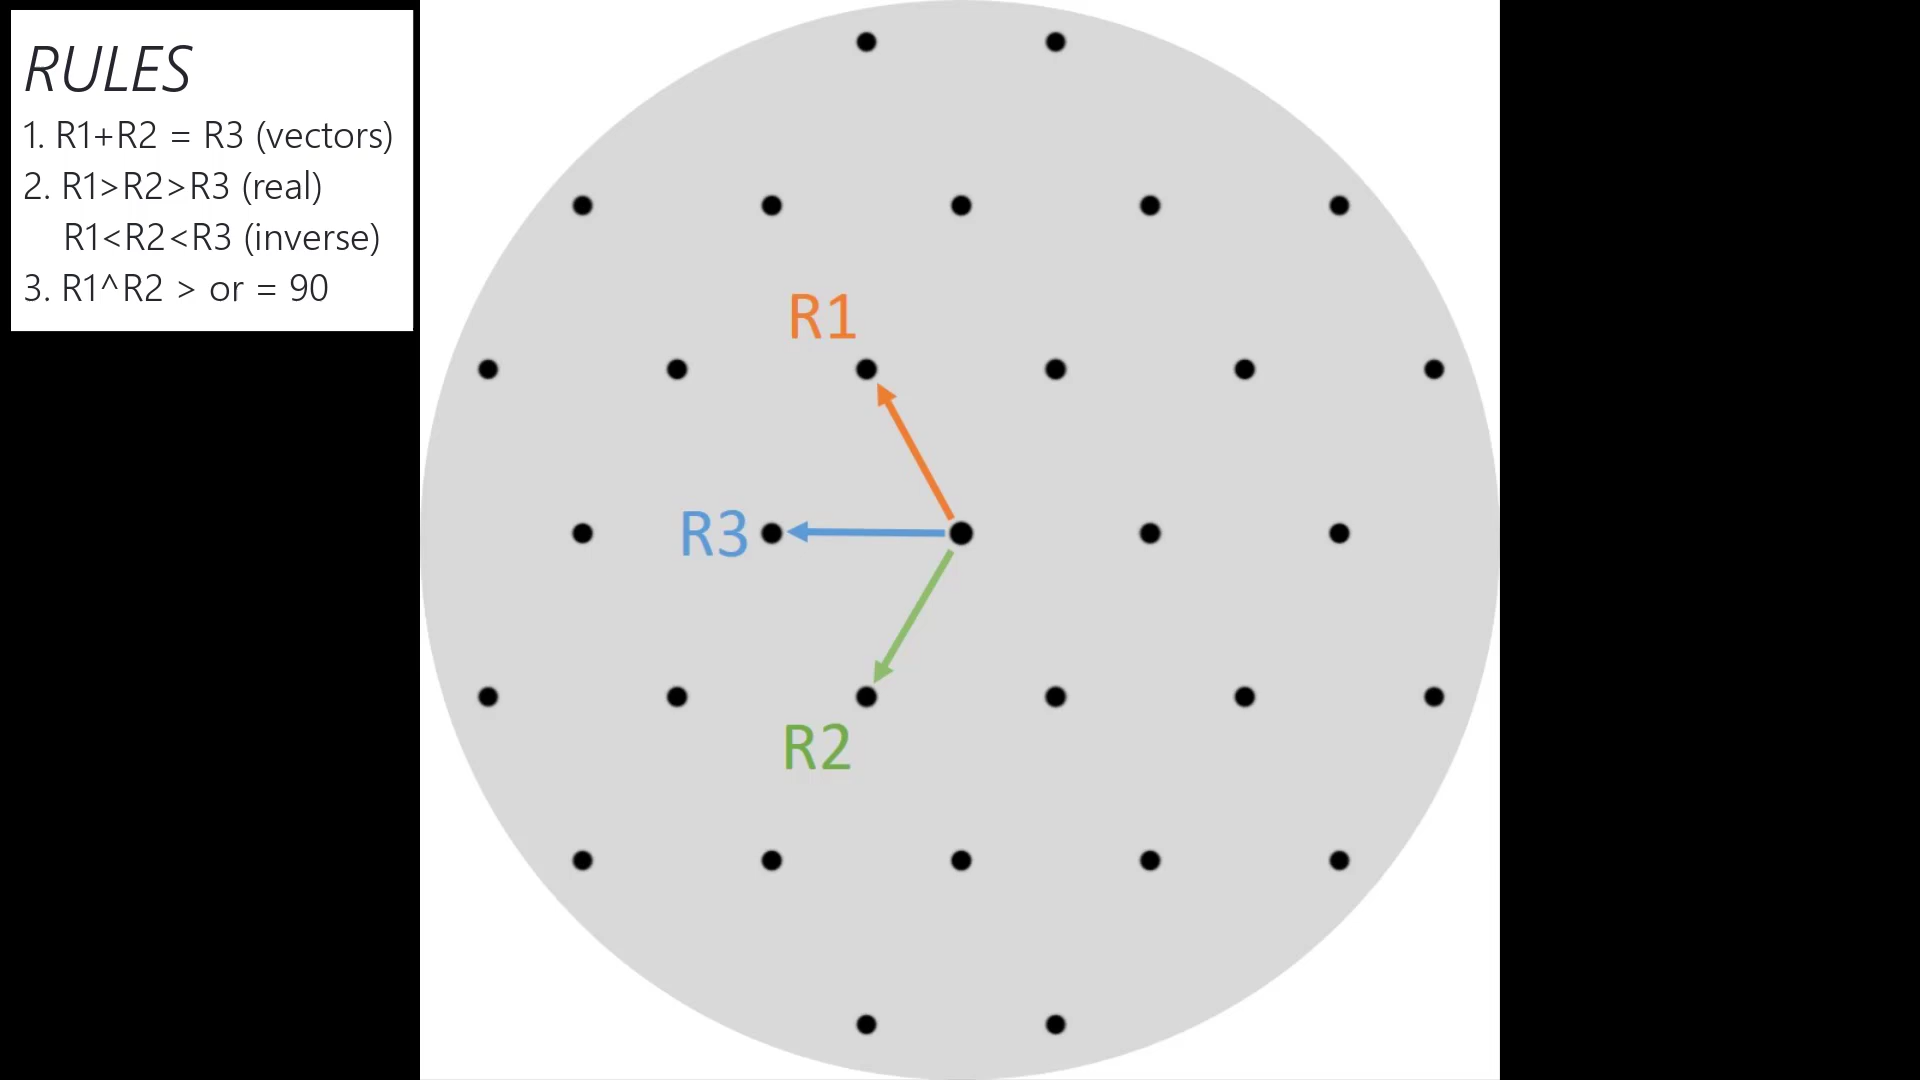 RULES
1. R1+R2 = R3 (vectors)
2. R1>R2>R3 (real)
R1<R2<R3 (inverse)
3. R1^R2 > or = 90
R1
R3
R2